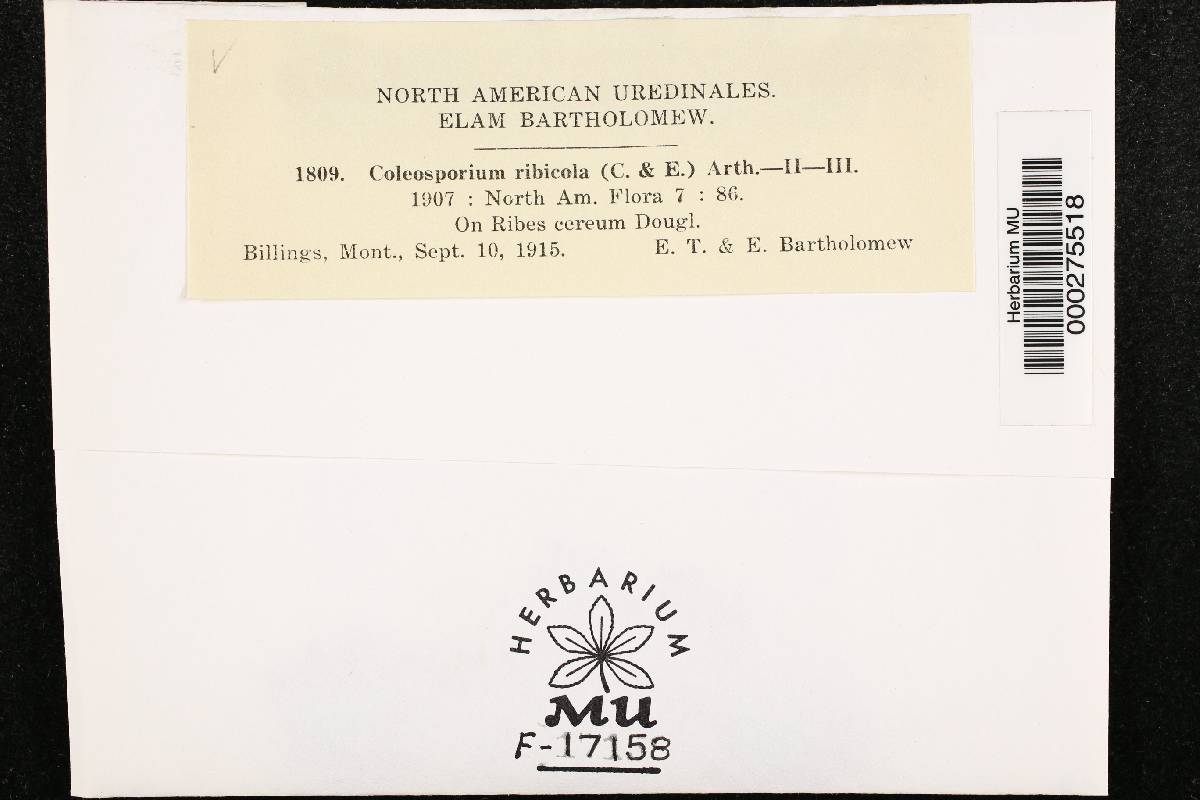 NORTH AMERICAN UREDINALES.
ELAM BARTHOLOMEW.
1809. Coleosporium ribicola (C. & E.) Arth.—II—III.
1907 : North Am. Flora 7 : 86.
On Ribes cereum Dougl.
Billings, Mont., Sept. 10, 1915. E. T. & E. Bartholomew
Herbarium MU
000275518
HERBARIUM
MU
F-17158